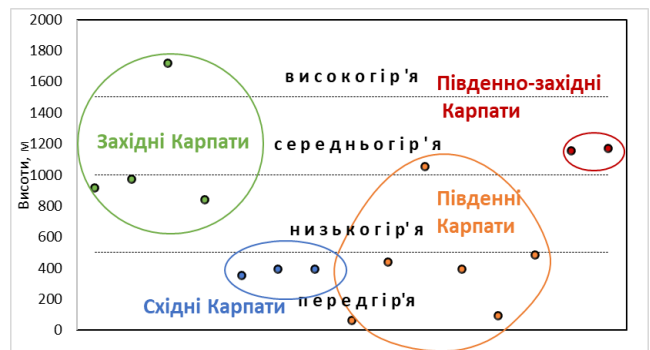 2000
1800
1600
1400
1200
1000
800
600
400
200
0
Висоти, м
високогір'я
Південно-західні
Карпати
Західні Карпати
середньогір'я
Південні
Карпати
низькогір'я
Східні Карпати
передгір'я